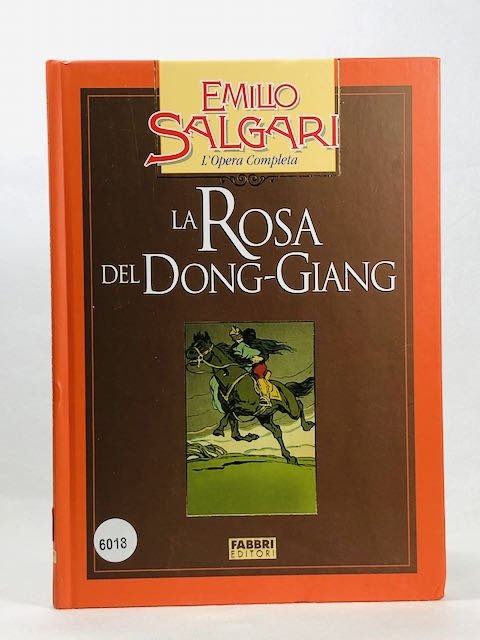 EMILIO
SALGARI
L'Opera Completa
LA ROSA
DEL DONG-GIANG
6018
FABBRI
EDITORI